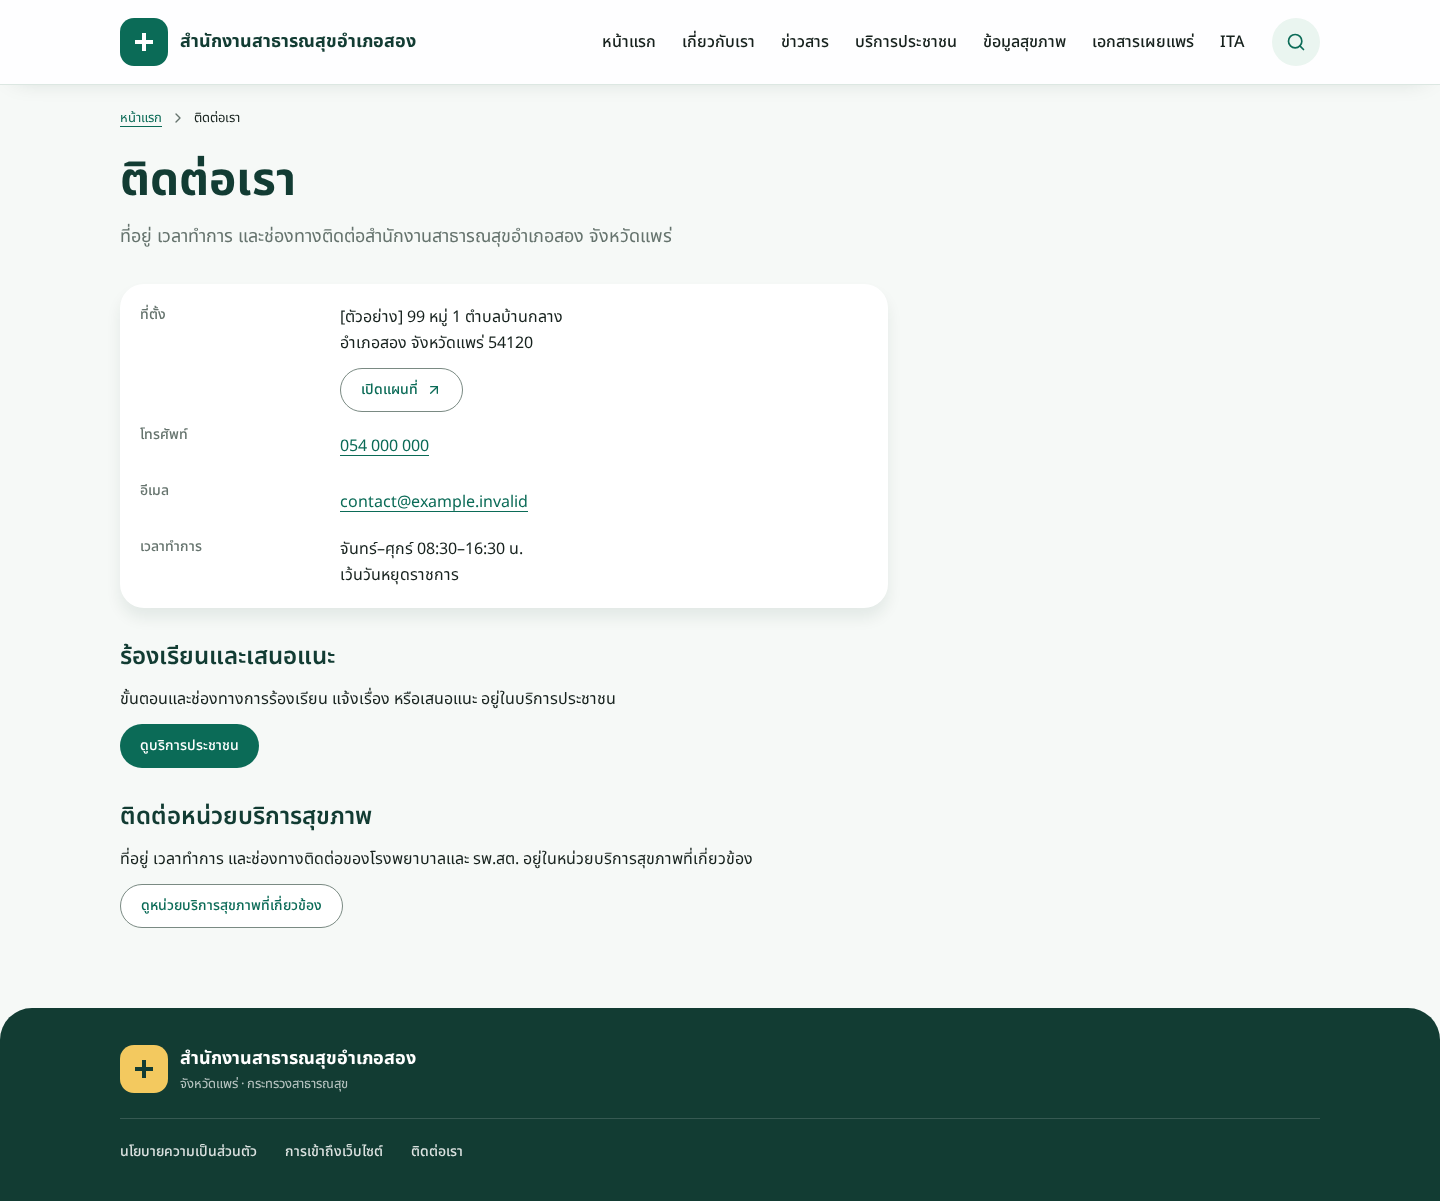 สำนักงานสาธารณสุขอำเภอสอง
หน้าแรก เกี่ยวกับเรา ข่าวสาร บริการประชาชน ข้อมูลสุขภาพ เอกสารเผยแพร่ ITA
หน้าแรก ติดต่อเรา
ติดต่อเรา
ที่อยู่ เวลาทำการ และช่องทางติดต่อสำนักงานสาธารณสุขอำเภอสอง จังหวัดแพร่
ที่ตั้ง
[ตัวอย่าง] 99 หมู่ 1 ตำบลบ้านกลาง
อำเภอสอง จังหวัดแพร่ 54120
เปิดแผนที่
โทรศัพท์
054 000 000
อีเมล
contact@example.invalid
เวลาทำการ
จันทร์–ศุกร์ 08:30–16:30 น.
เว้นวันหยุดราชการ
ร้องเรียนและเสนอแนะ
ขั้นตอนและช่องทางการร้องเรียน แจ้งเรื่อง หรือเสนอแนะ อยู่ในบริการประชาชน
ดูบริการประชาชน
ติดต่อหน่วยบริการสุขภาพ
ที่อยู่ เวลาทำการ และช่องทางติดต่อของโรงพยาบาลและ รพ.สต. อยู่ในหน่วยบริการสุขภาพที่เกี่ยวข้อง
ดูหน่วยบริการสุขภาพที่เกี่ยวข้อง
สำนักงานสาธารณสุขอำเภอสอง
จังหวัดแพร่ · กระทรวงสาธารณสุข
นโยบายความเป็นส่วนตัว การเข้าถึงเว็บไซต์ ติดต่อเรา